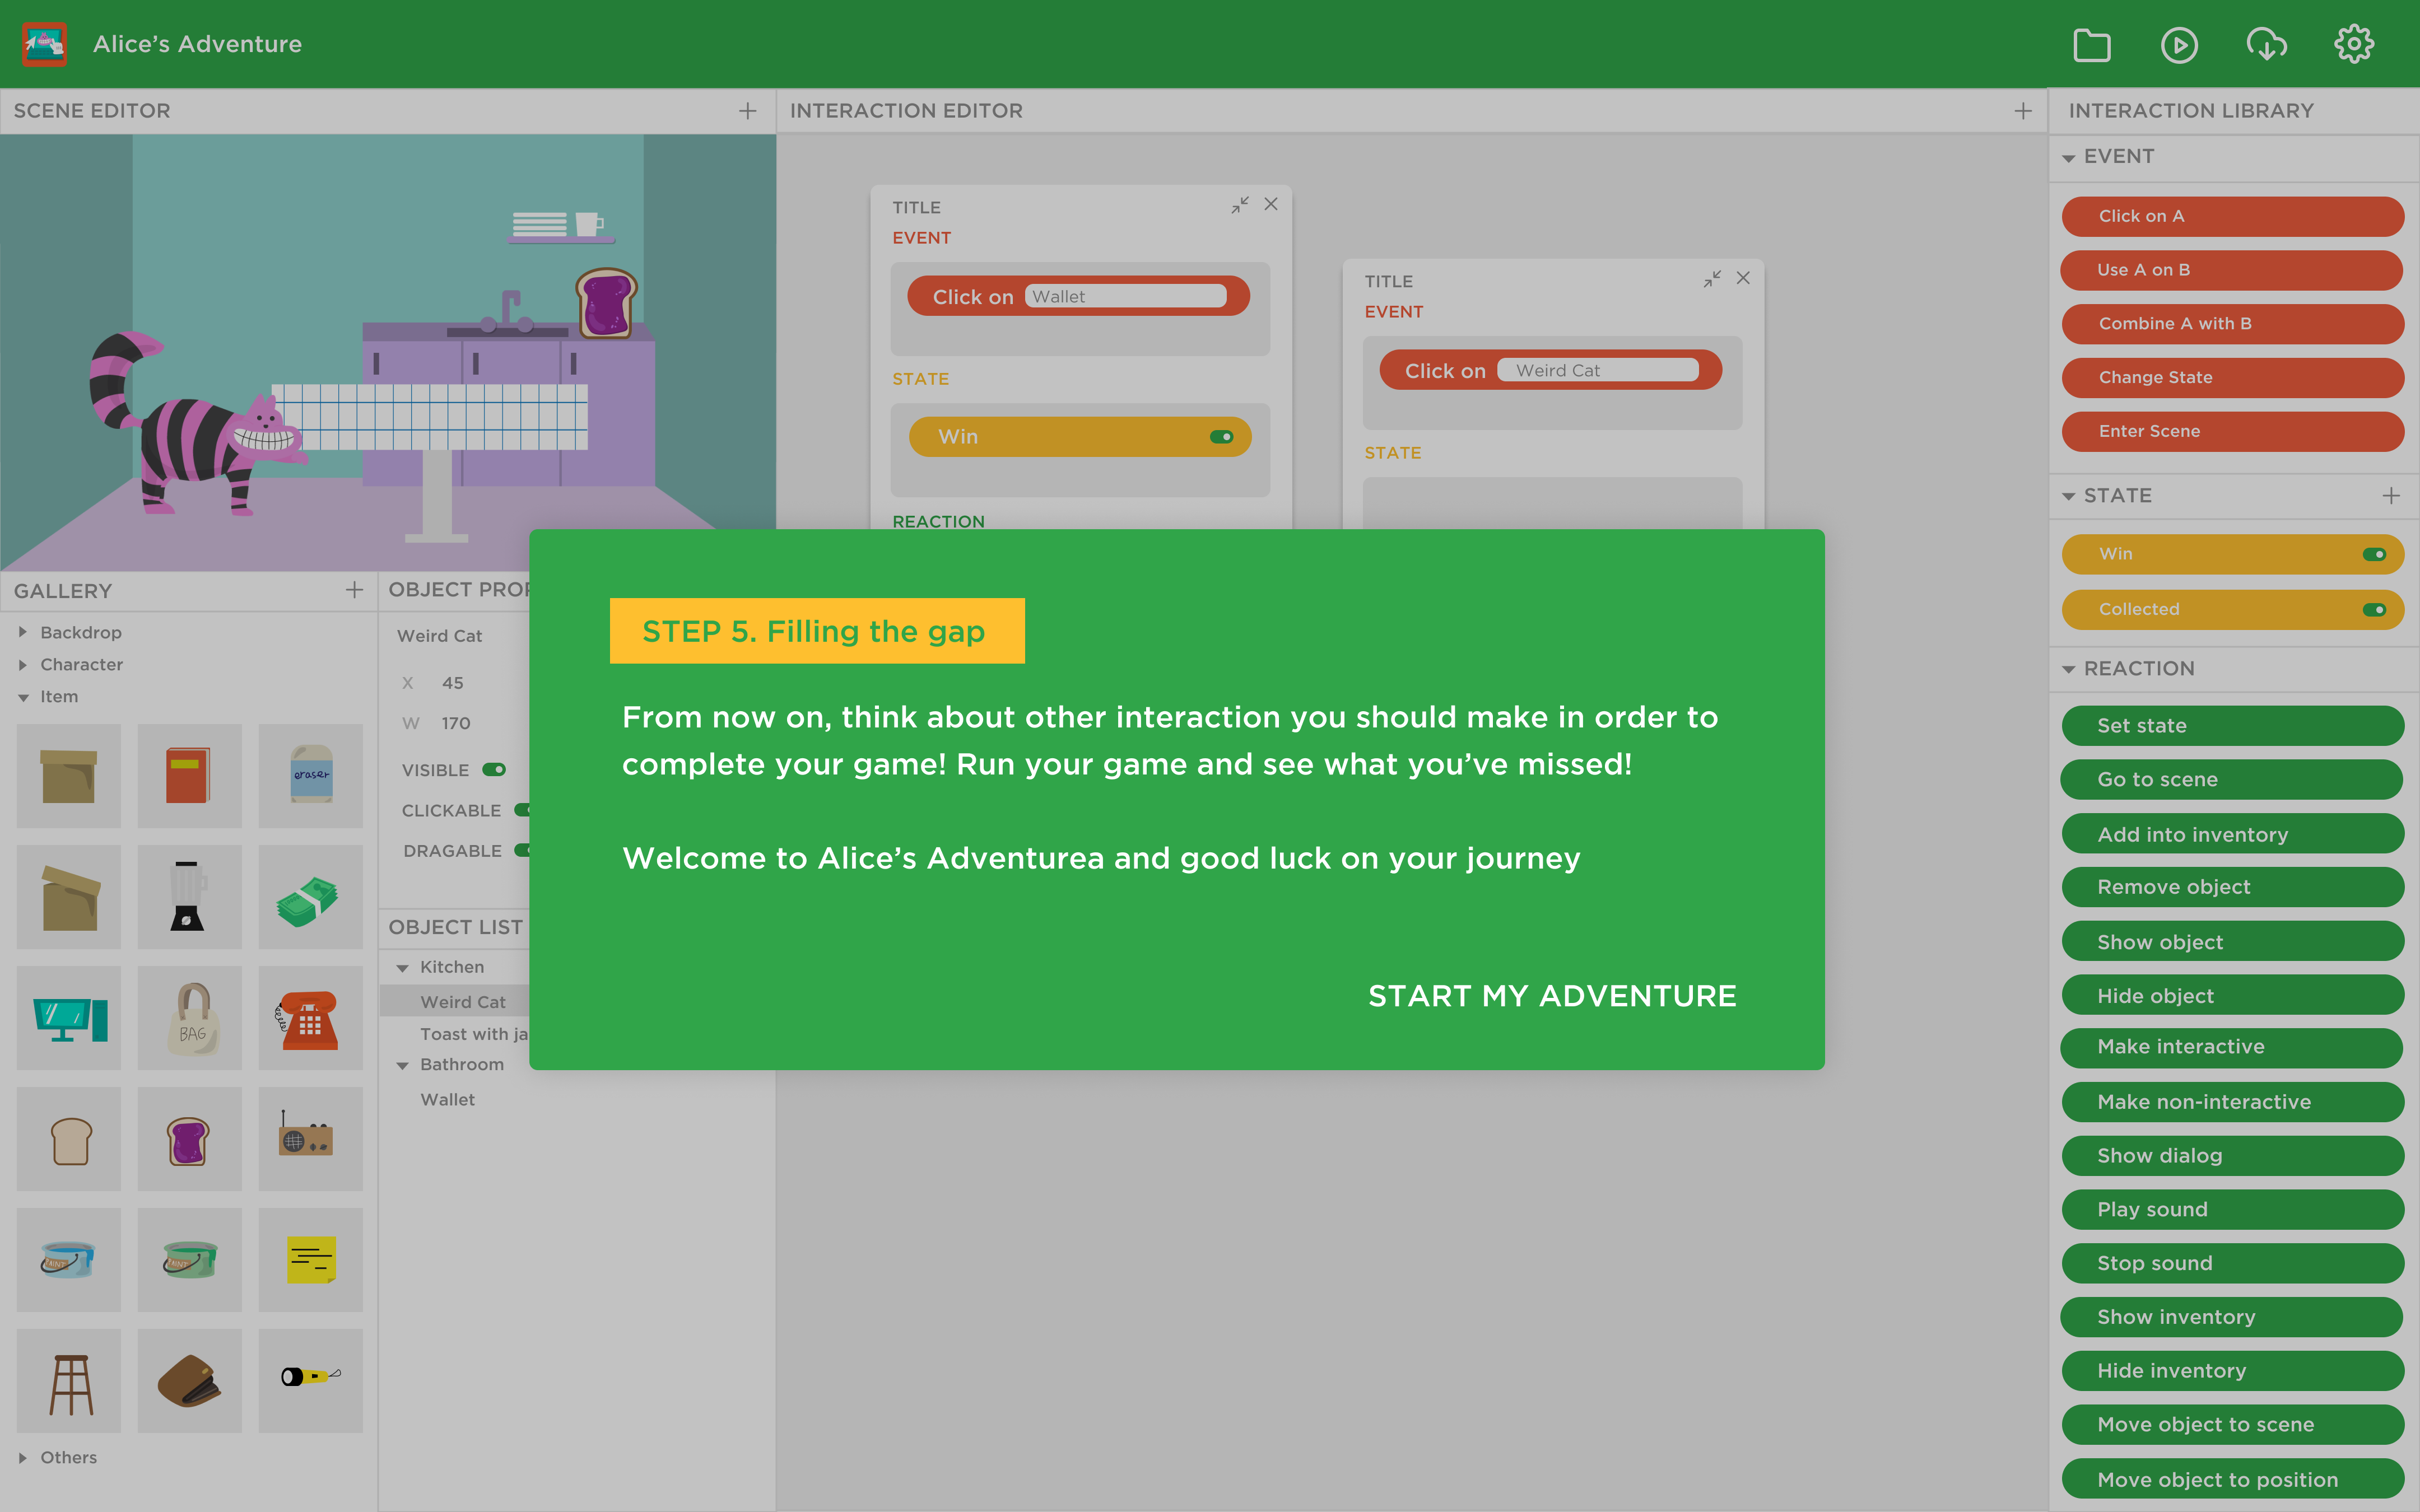 Alice's Adventure
SCENE EDITOR
INTERACTION EDITOR
INTERACTION LIBRARY
EVENT
Click on A
Use A on B
Combine A with B
Change State
Enter Scene
STATE
Win
Collected
REACTION
Set state
Go to scene
Add into inventory
Remove object
Show object
Hide object
Make interactive
Make non-interactive
Show dialog
Play sound
Stop sound
Show inventory
Hide inventory
Move object to scene
Move object to position
TITLE
EVENT
Click on Wallet
STATE
Win
REACTION
TITLE
EVENT
Click on Weird Cat
STATE
GALLERY
Backdrop
Character
Item
eraser
BAG
PAINT
PAINT
Others
OBJECT PROP
Weird Cat
X 45
W 170
VISIBLE
CLICKABLE
DRAGABLE
OBJECT LIST
Kitchen
Weird Cat
Toast with ja
Bathroom
Wallet
STEP 5. Filling the gap
From now on, think about other interaction you should make in order to
complete your game! Run your game and see what you've missed!
Welcome to Alice's Adventurea and good luck on your journey
START MY ADVENTURE